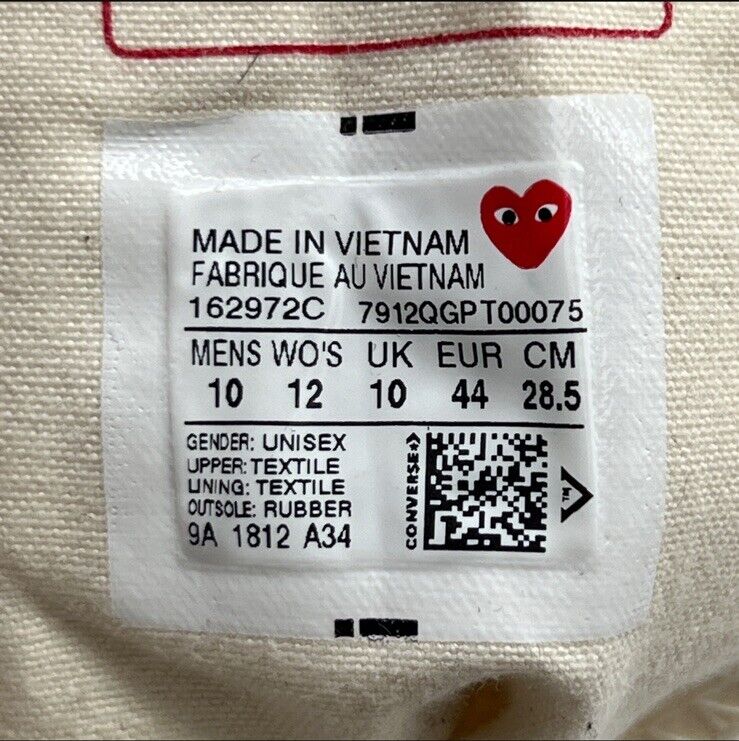 MADE IN VIETNAM
FABRIQUE AU VIETNAM
162972C 7912QGPT00075
MENS WO'S UK EUR CM
10 12 10 44 28.5
GENDER: UNISEX
UPPER: TEXTILE
LINING: TEXTILE
OUTSOLE: RUBBER
9A 1812 A34
CONVERSE
TM